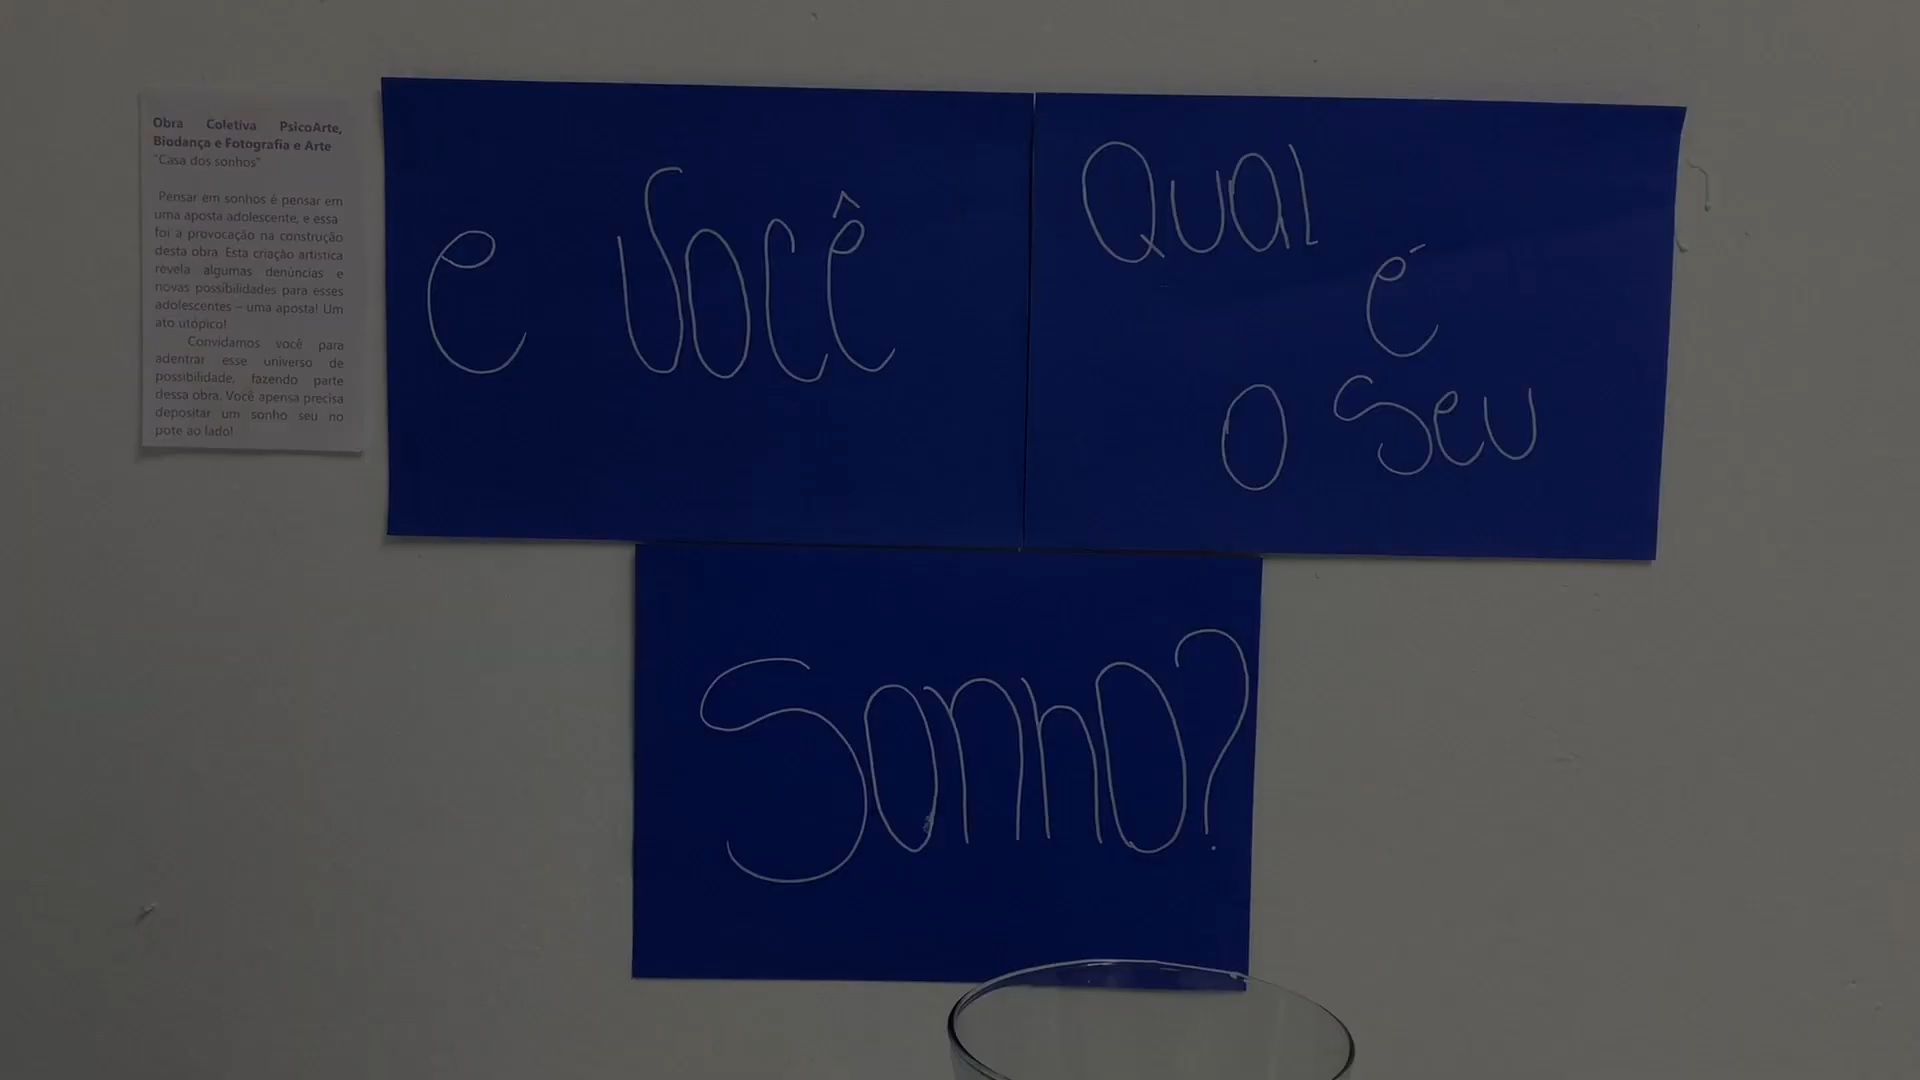 Obra Coletiva PsicoArte,
Biodança e Fotografia e Arte
"Casa dos sonhos"
Pensar em sonhos é pensar em
uma aposta adolescente, e essa
foi a provocação na construção
desta obra. Esta criação artística
revela algumas denúncias e
novas possibilidades para esses
adolescentes – uma aposta! Um
ato utópico!
Convidamos você para
adentrar esse universo de
possibilidade, fazendo parte
dessa obra. Você apensa precisa
depositar um sonho seu no
pote ao lado!
e você
Qual
é
o seu
Sonho?